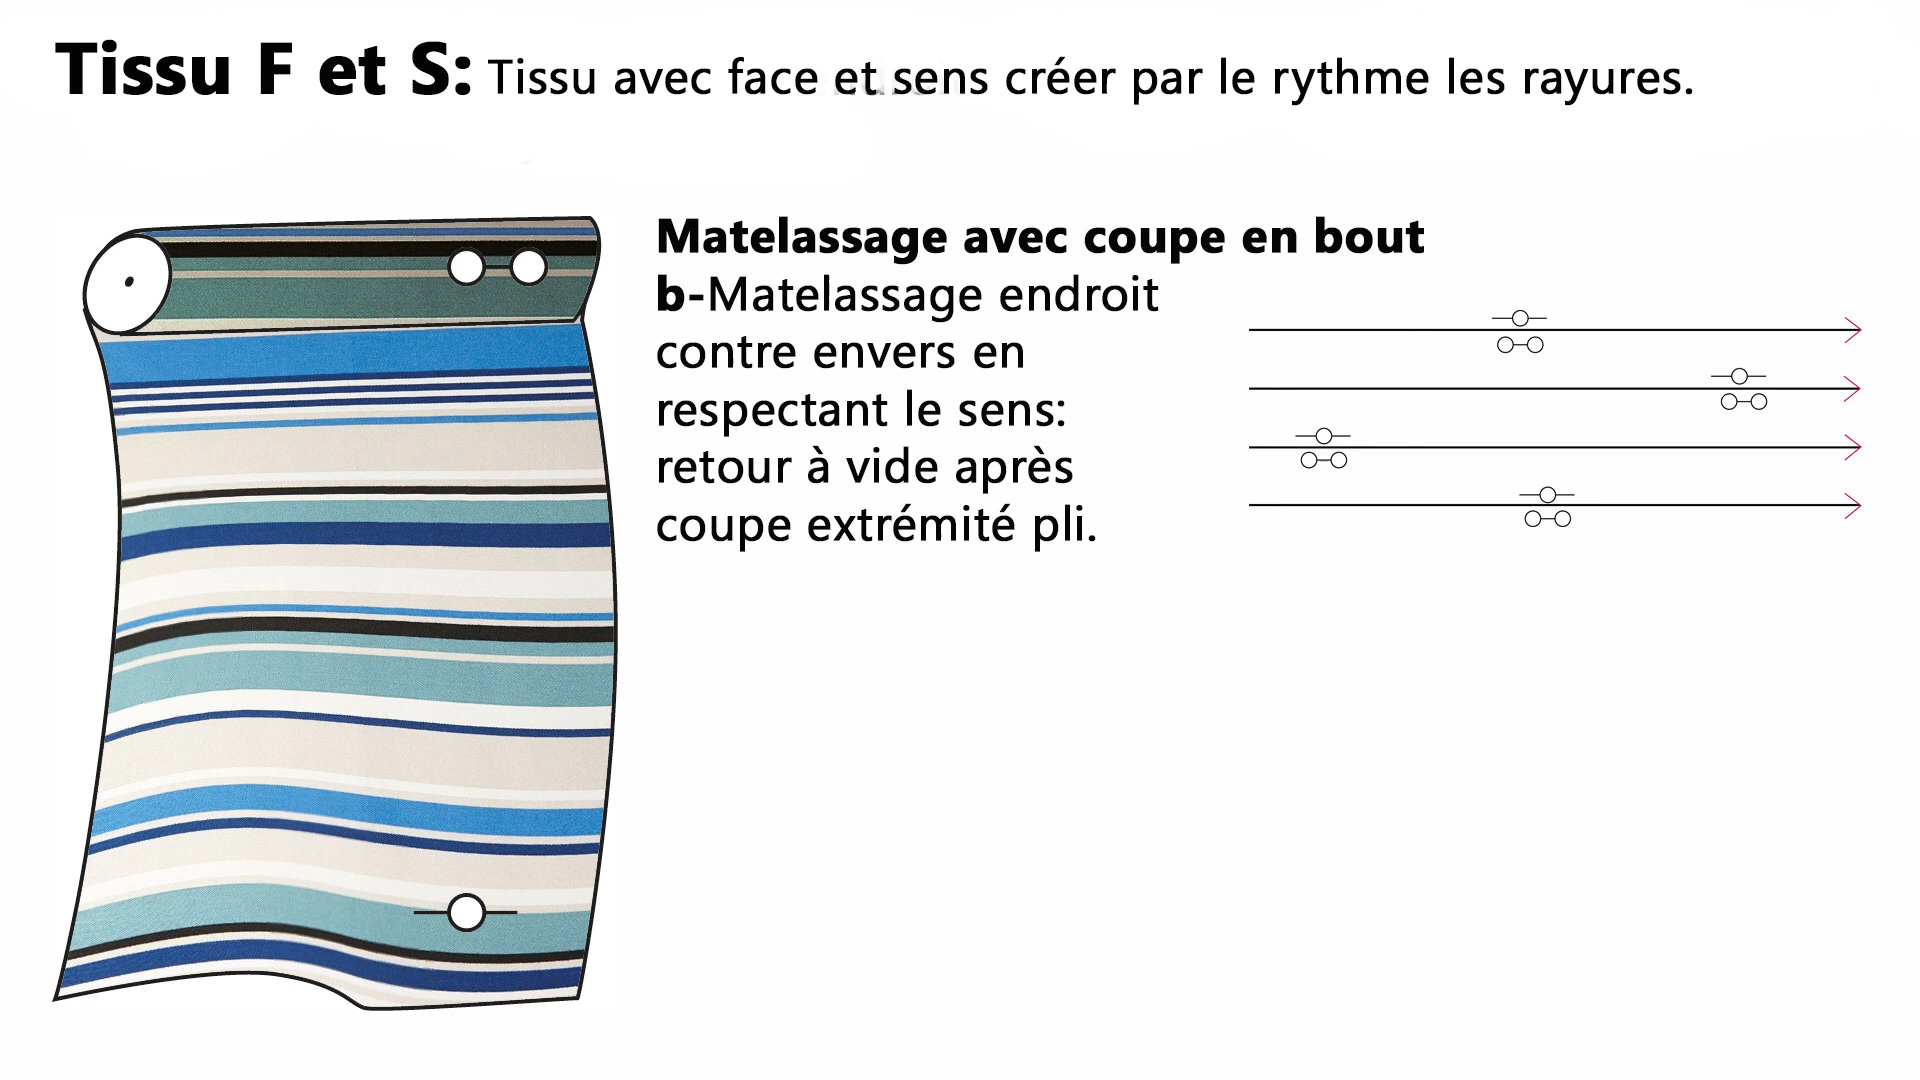 Tissu F et S: Tissu avec face et sens créer par le rythme les rayures.
Matelassage avec coupe en bout
b-Matelassage endroit
contre envers en
respectant le sens:
retour à vide après
coupe extrémité pli.